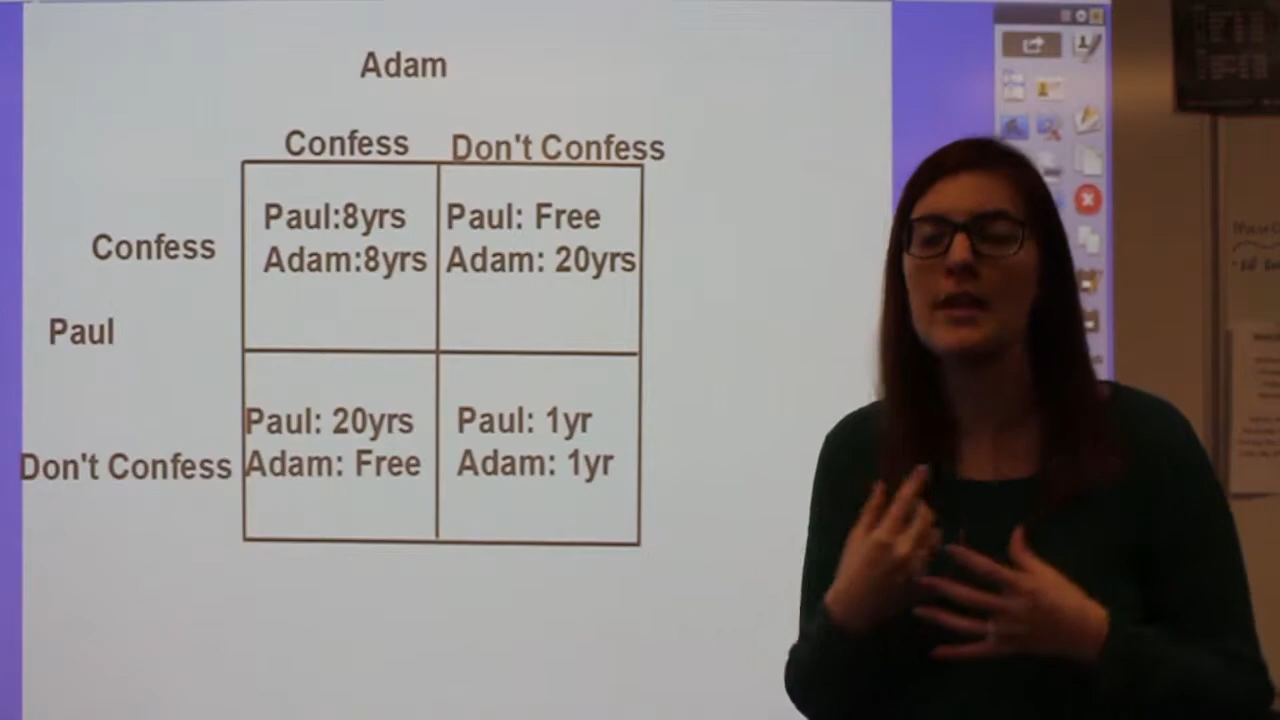 Adam
Confess Don't Confess
Confess
Paul:8yrs
Adam:8yrs
Paul: Free
Adam: 20yrs
Paul
Don't Confess
Paul: 20yrs
Adam: Free
Paul: 1yr
Adam: 1yr